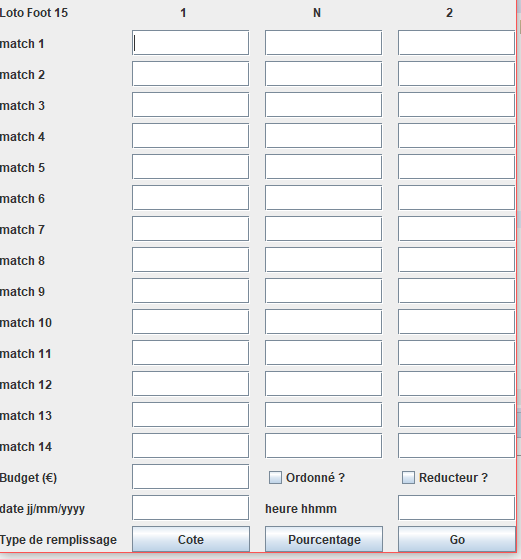 Loto Foot 15 1 N 2
match 1
match 2
match 3
match 4
match 5
match 6
match 7
match 8
match 9
match 10
match 11
match 12
match 13
match 14
Budget (€) Ordonné ? Reducteur ?
date jj/mm/yyyy heure hhmm
Type de remplissage Cote Pourcentage Go